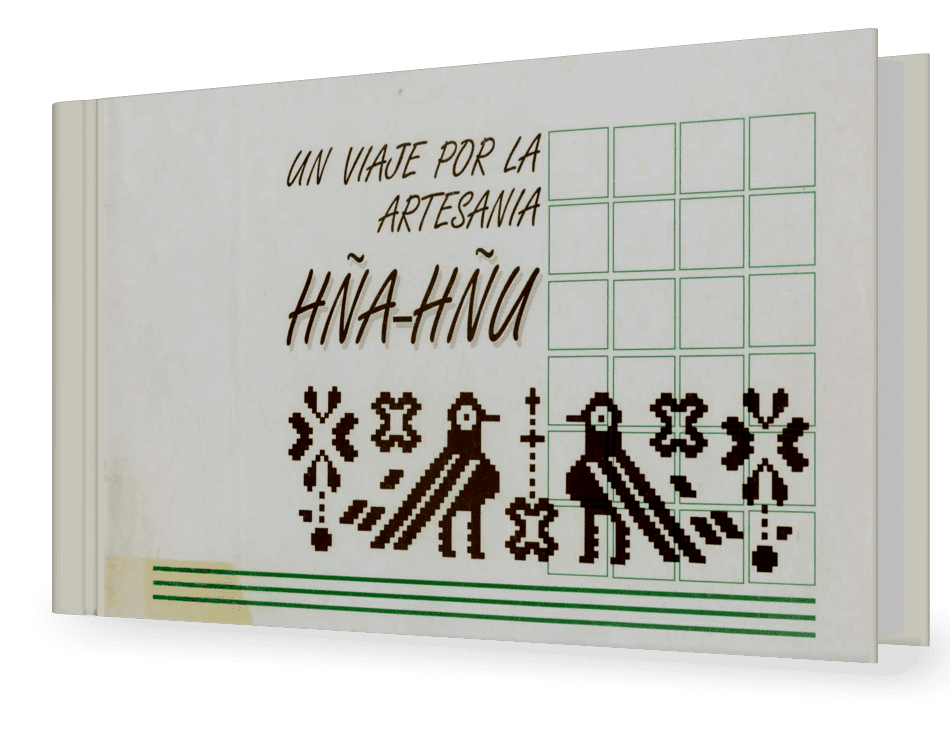 UN VIAJE POR LA
ARTESANIA
HÑA-HÑU